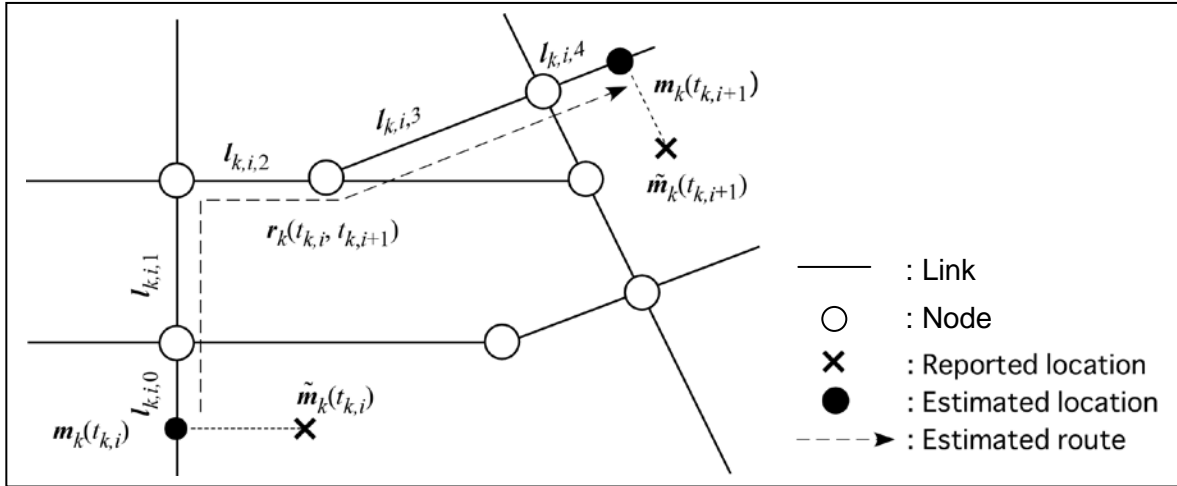 l_{k,i,4}
m_k(t_{k,i+1})
l_{k,i,3}
l_{k,i,2}
m̃_k(t_{k,i+1})
r_k(t_{k,i}, t_{k,i+1})
l_{k,i,1}
l_{k,i,0}
m̃_k(t_{k,i})
m_k(t_{k,i})
: Link
: Node
: Reported location
: Estimated location
: Estimated route